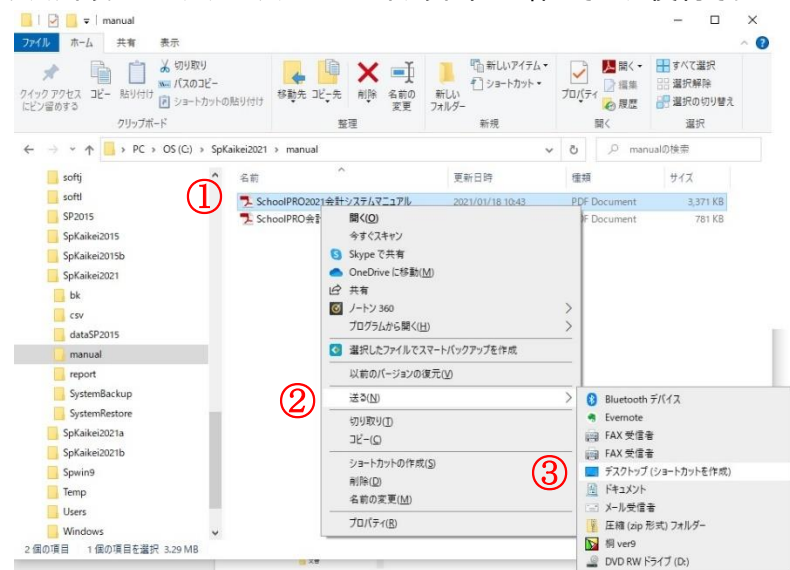 manual
ファイル ホーム 共有 表示
クイック アクセスにピン留めする
コピー
貼り付け
切り取り
パスのコピー
ショートカットの貼り付け
クリップボード
移動先
コピー先
削除
名前の変更
整理
新しいフォルダー
新しいアイテム
ショートカット
新規
プロパティ
開く
編集
履歴
開く
すべて選択
選択解除
選択の切り替え
選択
PC > OS (C:) > SpKaikei2021 > manual
manualの検索
softj
softl
SP2015
SpKaikei2015
SpKaikei2015b
SpKaikei2021
bk
csv
dataSP2015
manual
report
SystemBackup
SystemRestore
SpKaikei2021a
SpKaikei2021b
Spwin9
Temp
Users
Windows
名前 更新日時 種類 サイズ
①
SchoolPRO2021会計システムマニュアル 2021/01/18 10:43 PDF Document 3,371 KB
SchoolPRO会計 PDF Document 781 KB
開く(O)
今すぐスキャン
Skype で共有
OneDrive に移動(M)
共有
ノートン 360
プログラムから開く(H)
選択したファイルでスマートバックアップを作成
以前のバージョンの復元(V)
② 送る(N)
切り取り(T)
コピー(C)
ショートカットの作成(S)
削除(D)
名前の変更(M)
プロパティ(R)
Bluetooth デバイス
Evernote
FAX 受信者
FAX 受信者
③ デスクトップ (ショートカットを作成)
ドキュメント
メール受信者
圧縮 (zip 形式) フォルダー
桐 ver9
DVD RW ドライブ (D:)
2 個の項目 1 個の項目を選択 3.29 MB